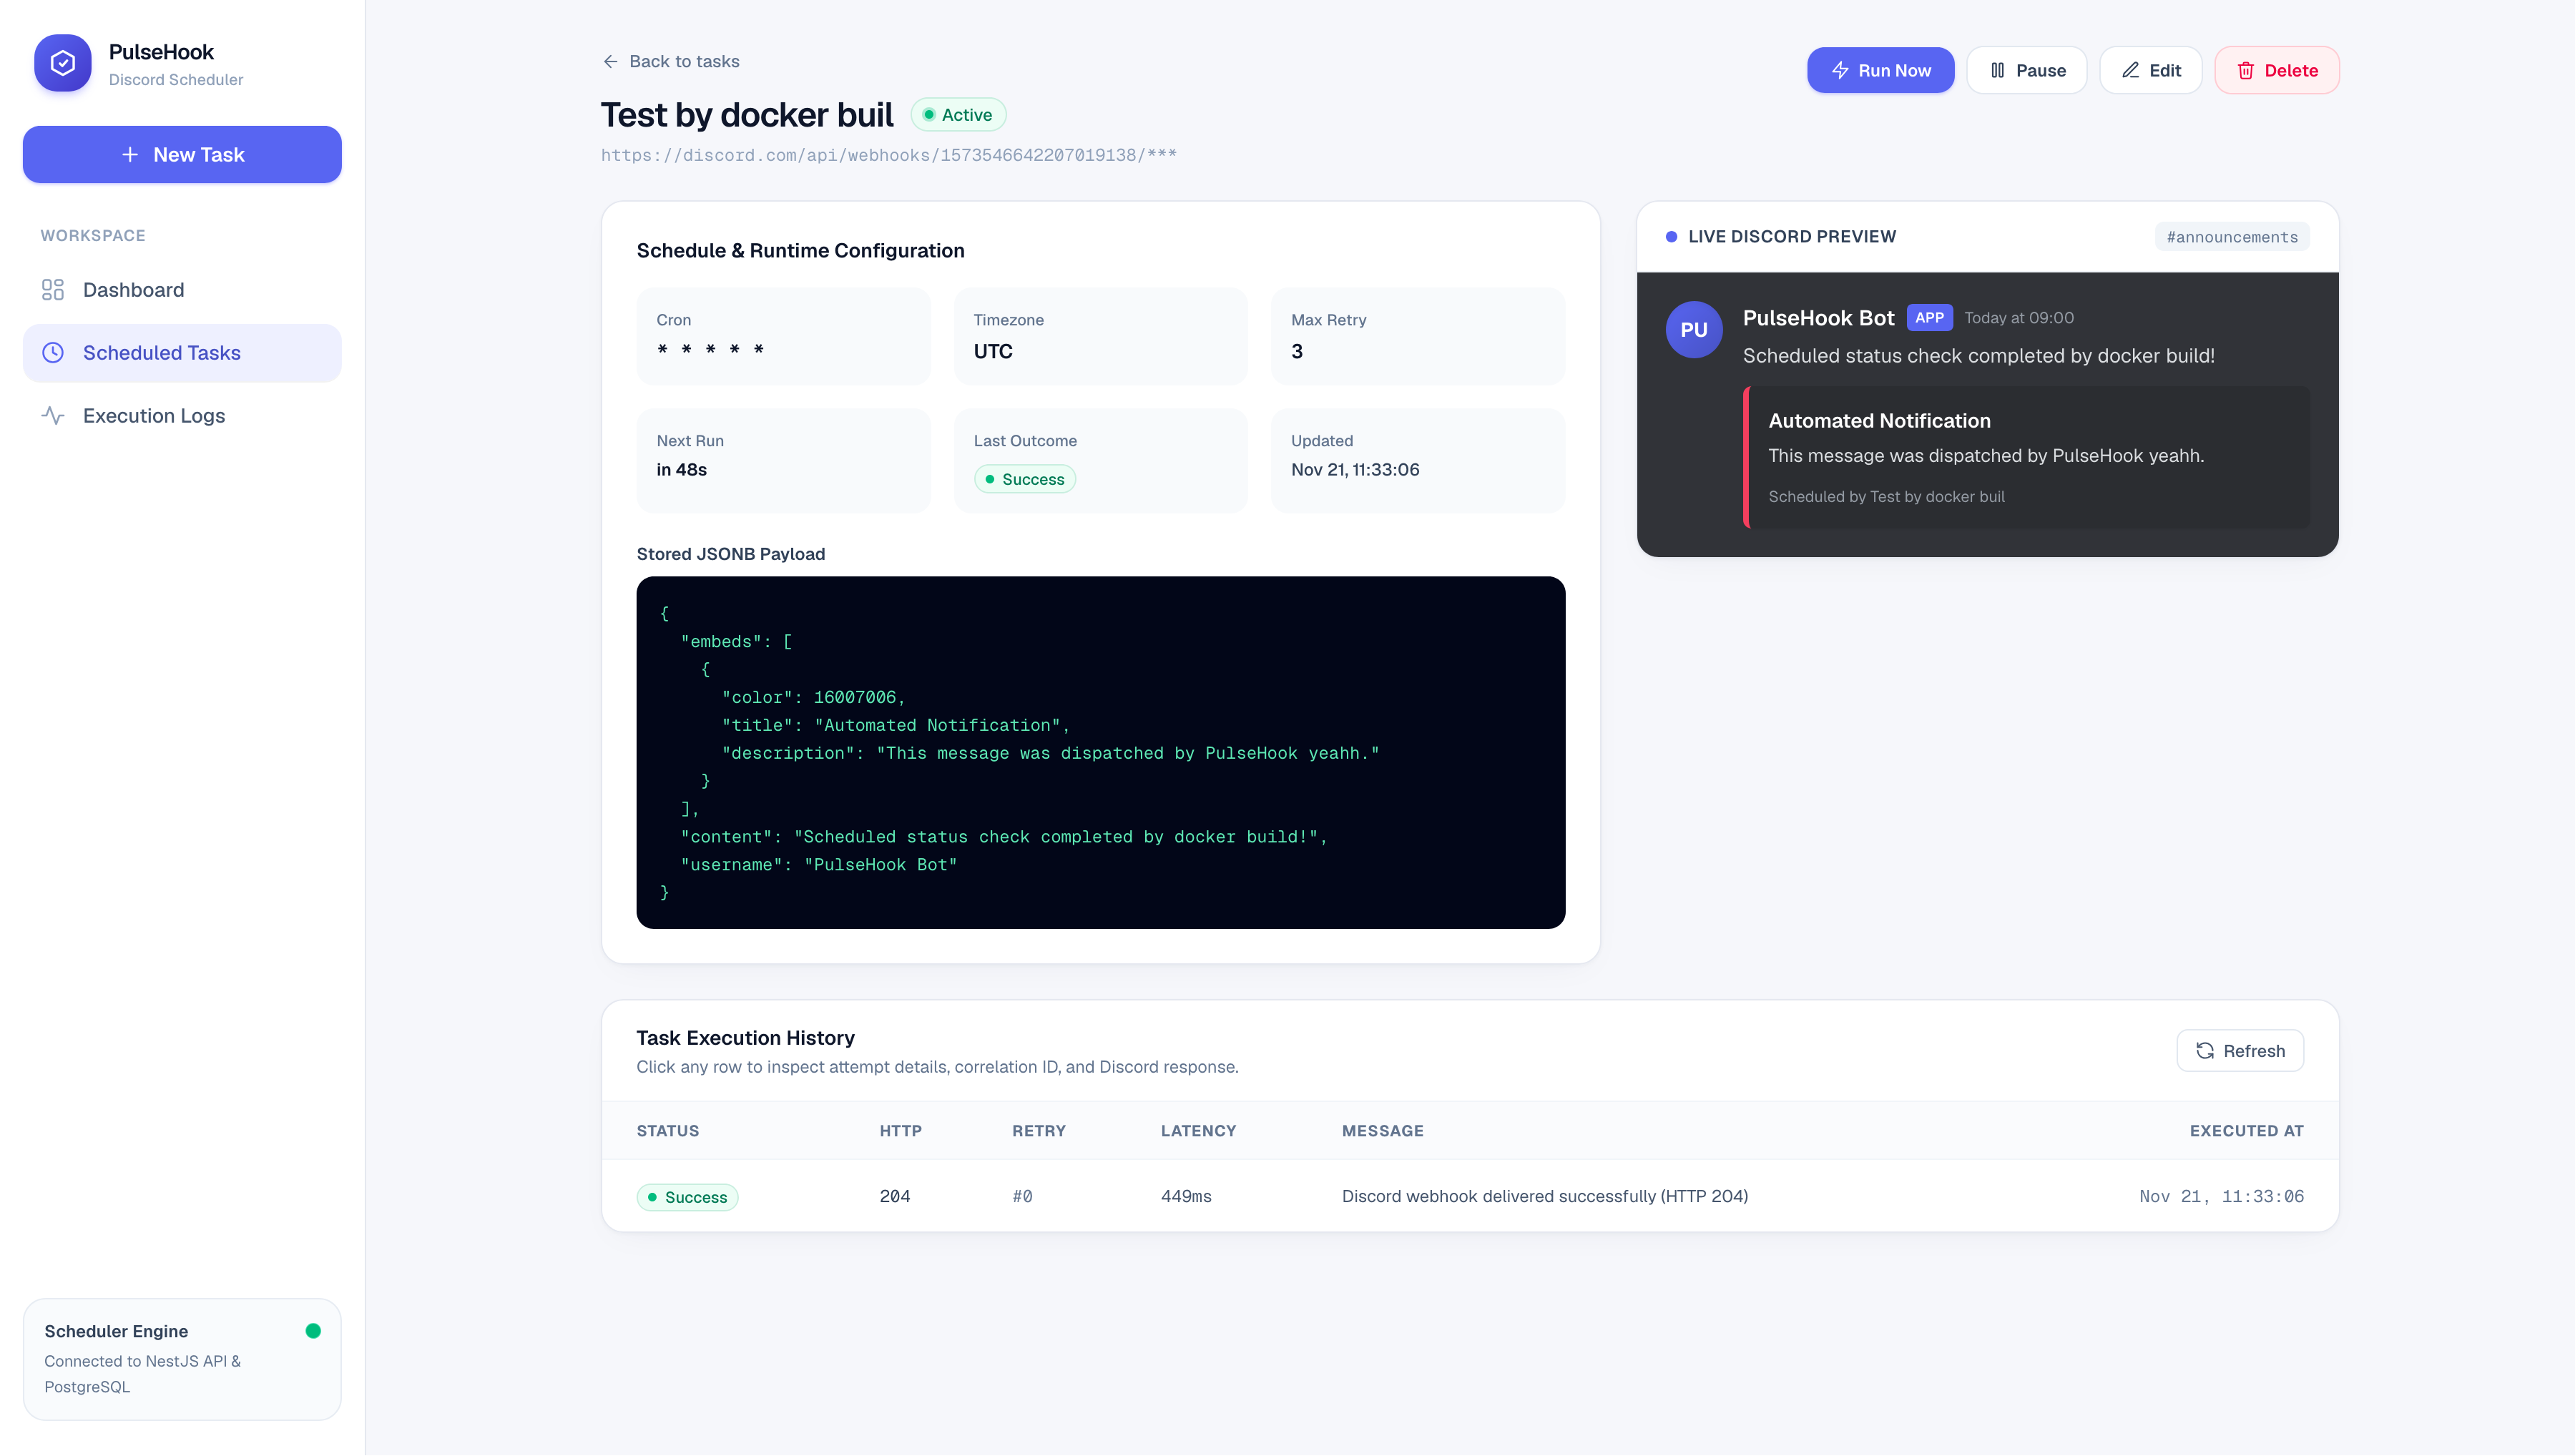 PulseHook
Discord Scheduler
New Task
WORKSPACE
Dashboard
Scheduled Tasks
Execution Logs
Scheduler Engine
Connected to NestJS API &
PostgreSQL
Back to tasks
Run Now
Pause
Edit
Delete
Test by docker buil
Active
https://discord.com/api/webhooks/1573546642207019138/***
Schedule & Runtime Configuration
Cron
* * * * *
Timezone
UTC
Max Retry
3
Next Run
in 48s
Last Outcome
Success
Updated
Nov 21, 11:33:06
Stored JSONB Payload
{
  "embeds": [
    {
      "color": 16007006,
      "title": "Automated Notification",
      "description": "This message was dispatched by PulseHook yeahh."
    }
  ],
  "content": "Scheduled status check completed by docker build!",
  "username": "PulseHook Bot"
}
LIVE DISCORD PREVIEW
#announcements
PU
PulseHook Bot APP Today at 09:00
Scheduled status check completed by docker build!
Automated Notification
This message was dispatched by PulseHook yeahh.
Scheduled by Test by docker buil
Task Execution History
Click any row to inspect attempt details, correlation ID, and Discord response.
Refresh
STATUS HTTP RETRY LATENCY MESSAGE EXECUTED AT
Success 204 #0 449ms Discord webhook delivered successfully (HTTP 204) Nov 21, 11:33:06